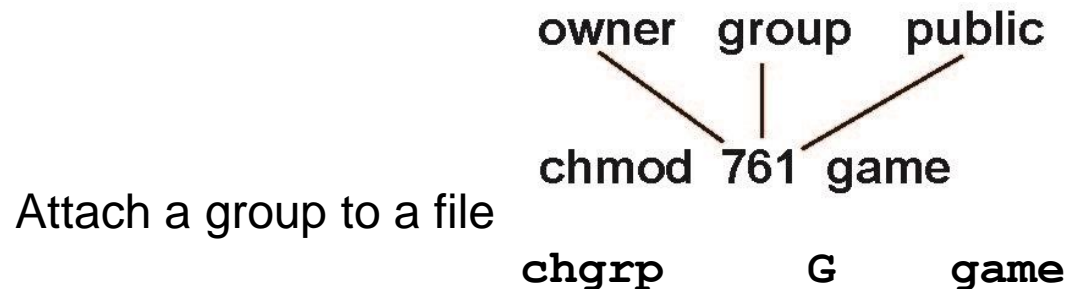 owner group public
chmod 761 game
Attach a group to a file
chgrp G game